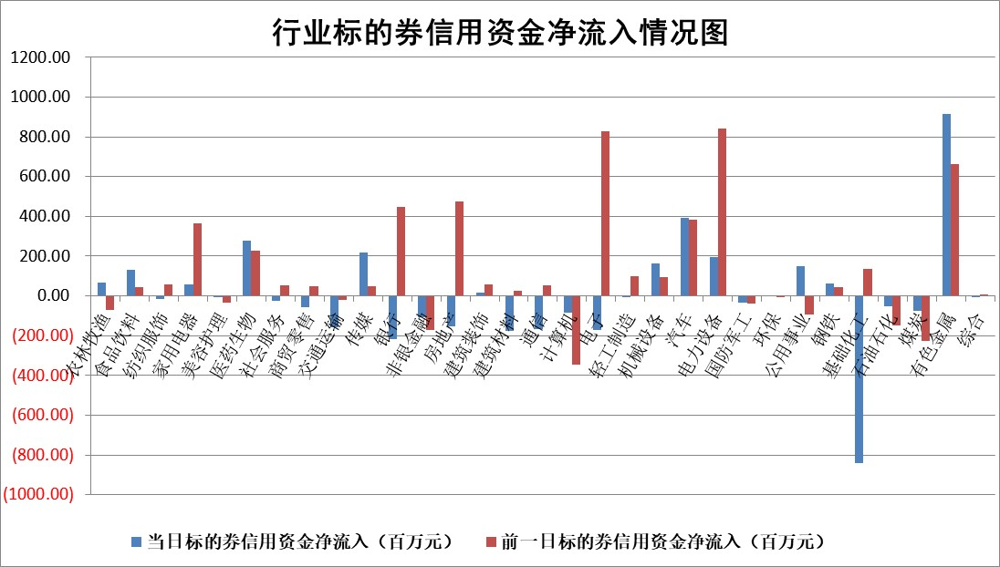 行业标的券信用资金净流入情况图
1200.00
1000.00
800.00
600.00
400.00
200.00
0.00
(200.00)
(400.00)
(600.00)
(800.00)
(1000.00)
农林牧渔
食品饮料
纺织服饰
家用电器
美容护理
医药生物
社会服务
商贸零售
交通运输
传媒
银行
非银金融
房地产
建筑装饰
建筑材料
通信
计算机
电子
轻工制造
机械设备
汽车
电力设备
国防军工
环保
公用事业
钢铁
基础化工
石油石化
煤炭
有色金属
综合
当日标的券信用资金净流入（百万元）
前一日标的券信用资金净流入（百万元）